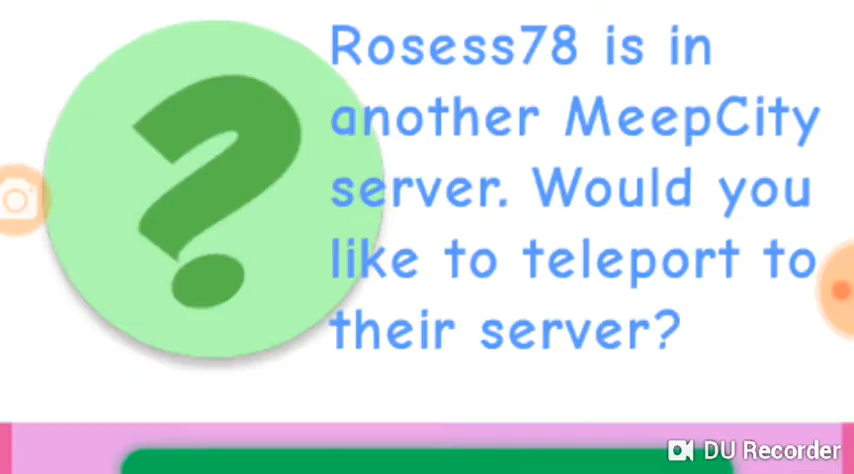 Rosess78 is in
another MeepCity
server. Would you
like to teleport to
their server?
?
DU Recorder